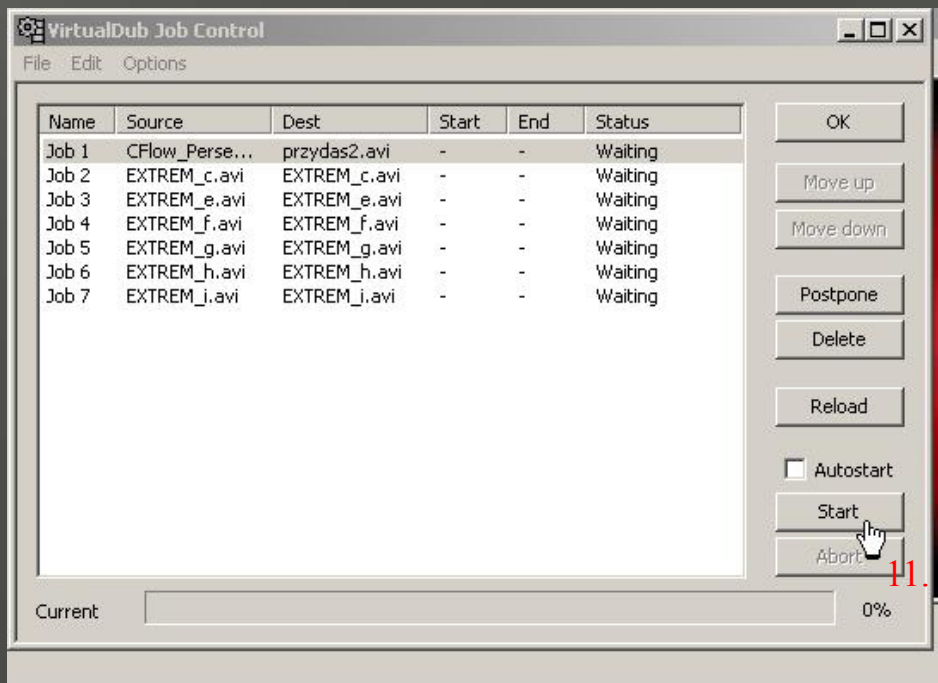 VirtualDub Job Control
File Edit Options
Name Source Dest Start End Status
Job 1 CFlow_Perse... przydas2.avi - - Waiting
Job 2 EXTREM_c.avi EXTREM_c.avi - - Waiting
Job 3 EXTREM_e.avi EXTREM_e.avi - - Waiting
Job 4 EXTREM_f.avi EXTREM_f.avi - - Waiting
Job 5 EXTREM_g.avi EXTREM_g.avi - - Waiting
Job 6 EXTREM_h.avi EXTREM_h.avi - - Waiting
Job 7 EXTREM_i.avi EXTREM_i.avi - - Waiting
OK
Move up
Move down
Postpone
Delete
Reload
Autostart
Start
Abort
11.
Current 0%